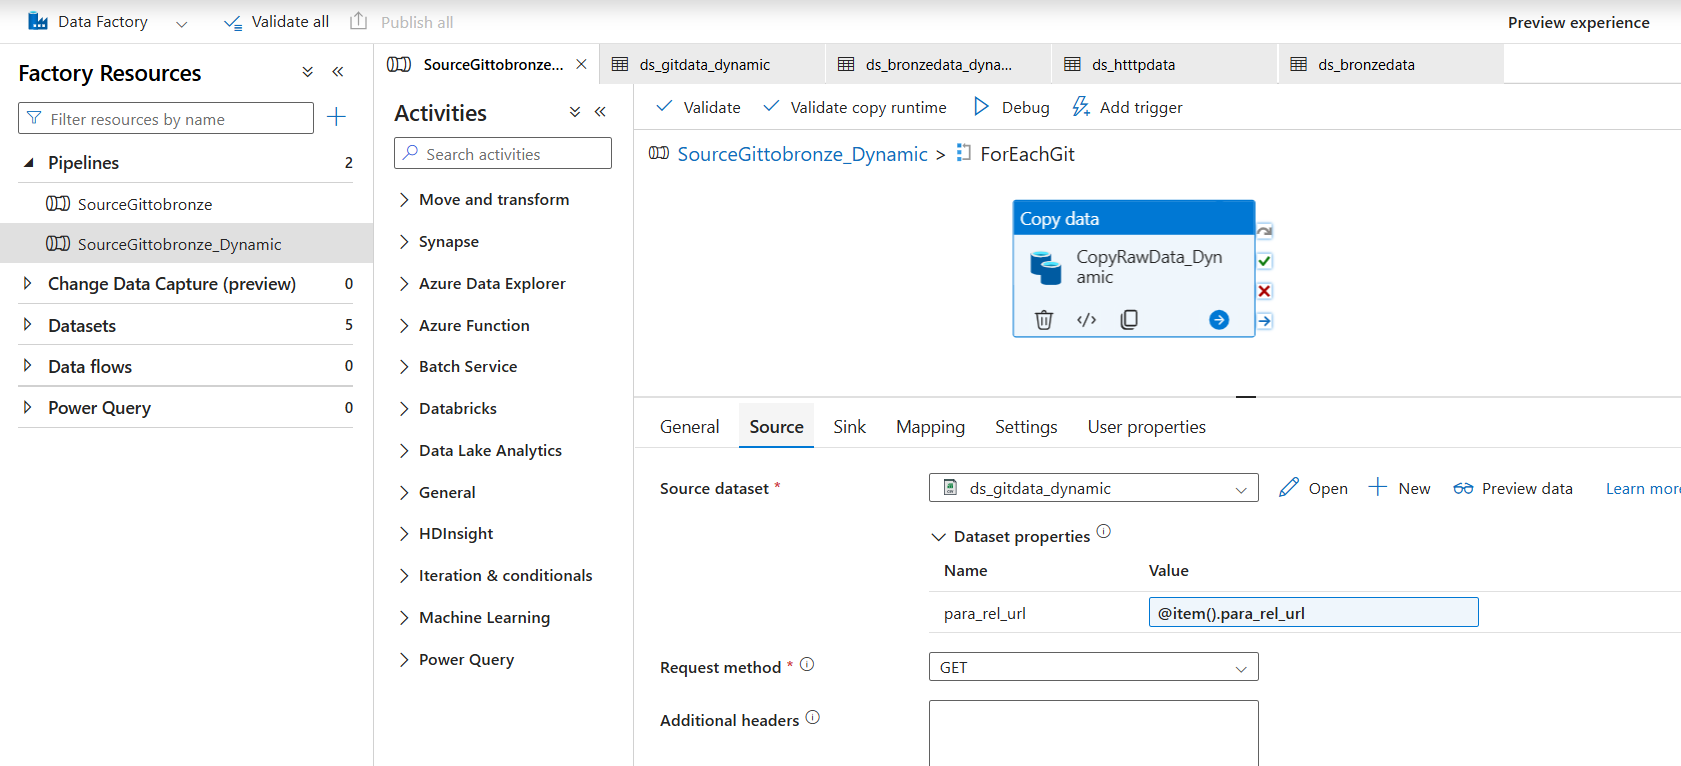 Data Factory
Validate all
Publish all
Preview experience
Factory Resources
Filter resources by name
Pipelines 2
SourceGittobronze
SourceGittobronze_Dynamic
Change Data Capture (preview) 0
Datasets 5
Data flows 0
Power Query 0
SourceGittobronze...
ds_gitdata_dynamic
ds_bronzedata_dyna...
ds_htttpdata
ds_bronzedata
Activities
Search activities
Move and transform
Synapse
Azure Data Explorer
Azure Function
Batch Service
Databricks
Data Lake Analytics
General
HDInsight
Iteration & conditionals
Machine Learning
Power Query
Validate
Validate copy runtime
Debug
Add trigger
SourceGittobronze_Dynamic > ForEachGit
Copy data
CopyRawData_Dyn
amic
General
Source
Sink
Mapping
Settings
User properties
Source dataset *
ds_gitdata_dynamic
Open
New
Preview data
Learn more
Dataset properties
Name Value
para_rel_url @item().para_rel_url
Request method * GET
Additional headers